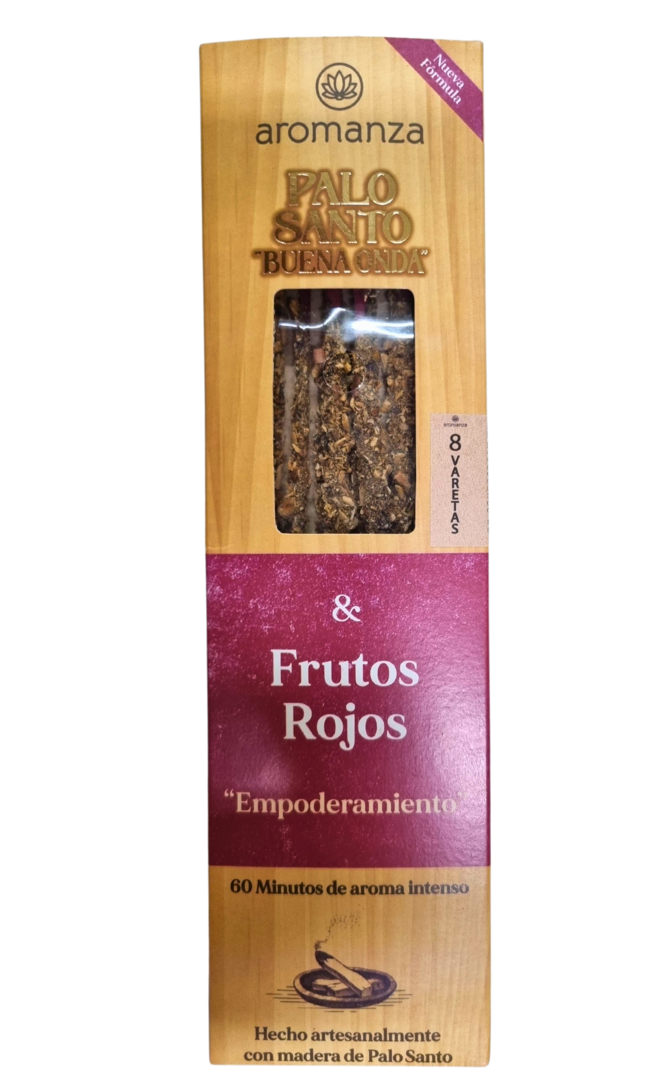 Nueva
Fórmula
aromanza
PALO
SANTO
"BUENA ONDA"
aromanza
8
VARETAS
&
Frutos
Rojos
“Empoderamiento”
60 Minutos de aroma intenso
Hecho artesanalmente
con madera de Palo Santo